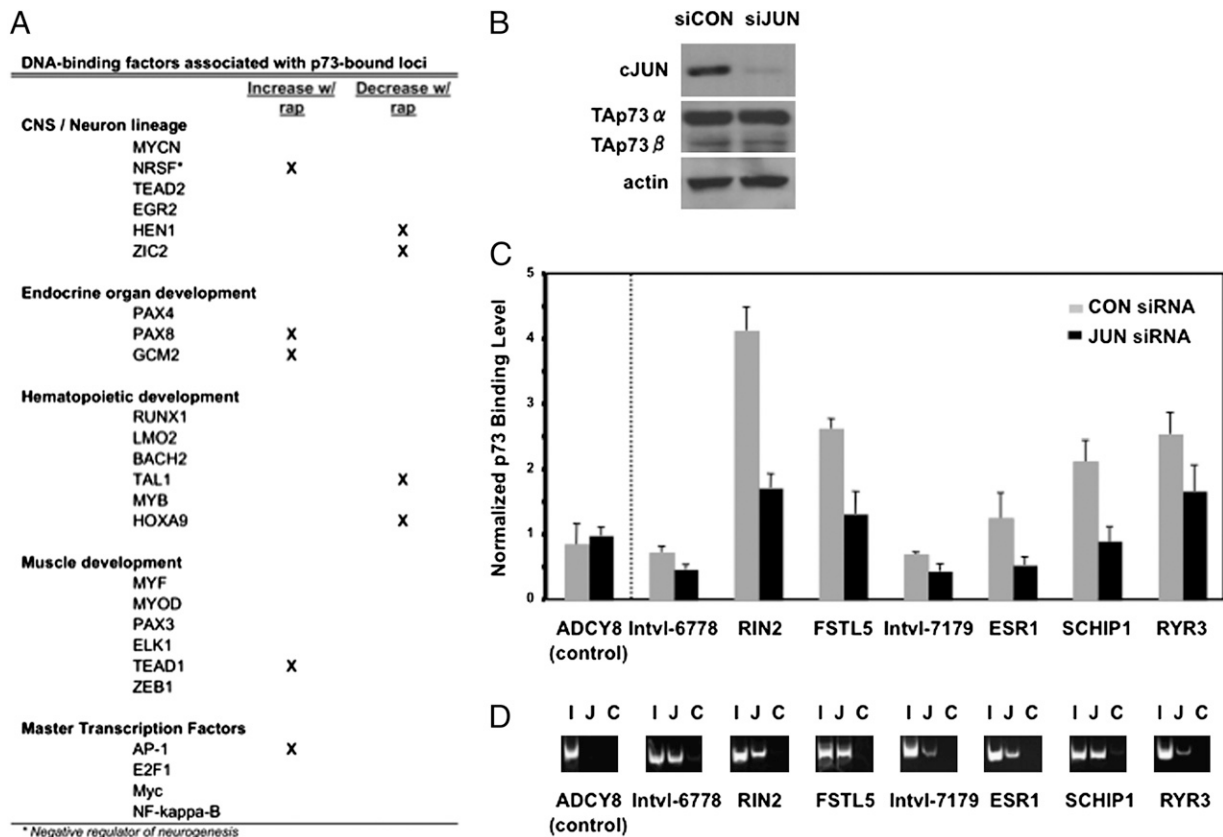 A
DNA-binding factors associated with p73-bound loci
Increase w/ rap
Decrease w/ rap
CNS / Neuron lineage
MYCN
NRSF* X
TEAD2
EGR2
HEN1 X
ZIC2 X
Endocrine organ development
PAX4
PAX8 X
GCM2 X
Hematopoietic development
RUNX1
LMO2
BACH2
TAL1 X
MYB
HOXA9 X
Muscle development
MYF
MYOD
PAX3
ELK1
TEAD1 X
ZEB1
Master Transcription Factors
AP-1 X
E2F1
Myc
NF-kappa-B
* Negative regulator of neurogenesis
B
siCON siJUN
cJUN
TAp73 α
TAp73 β
actin
C
Normalized p73 Binding Level
5
4
3
2
1
0
CON siRNA
JUN siRNA
ADCY8 Intvl-6778 RIN2 FSTL5 Intvl-7179 ESR1 SCHIP1 RYR3
(control)
D
I J C I J C I J C I J C I J C I J C I J C I J C
ADCY8 Intvl-6778 RIN2 FSTL5 Intvl-7179 ESR1 SCHIP1 RYR3
(control)